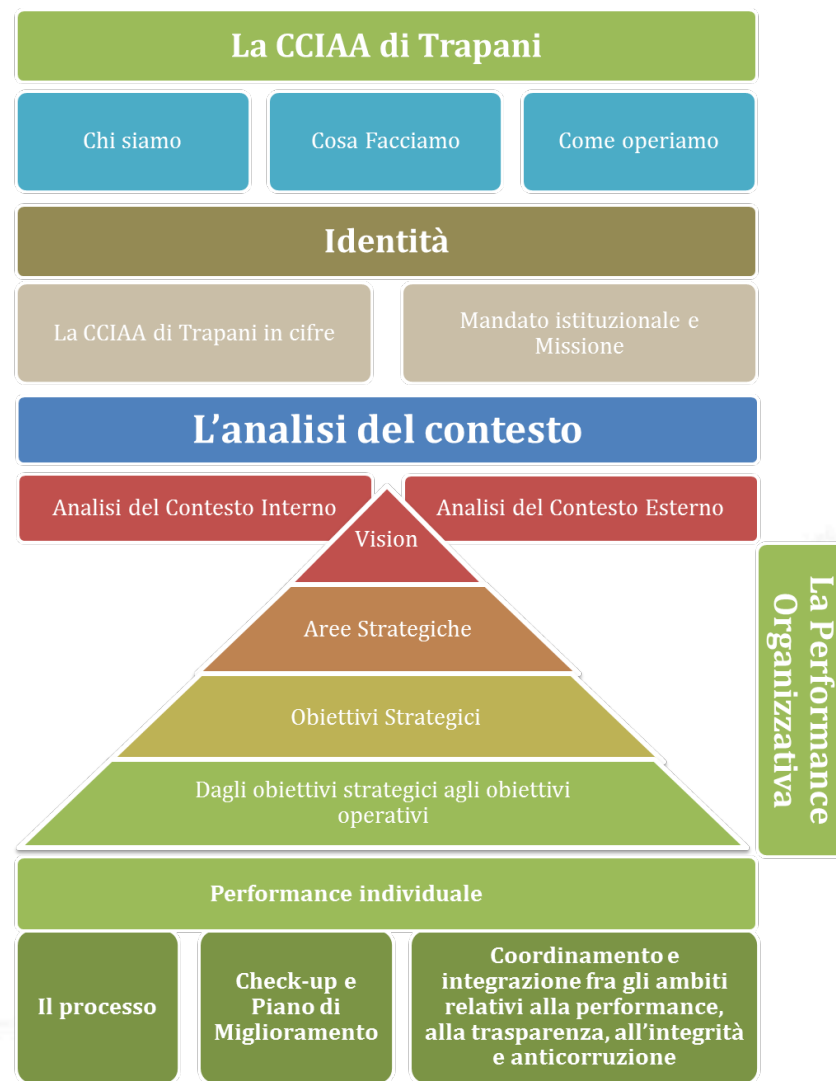 La CCIAA di Trapani
Chi siamo
Cosa Facciamo
Come operiamo
Identità
La CCIAA di Trapani in cifre
Mandato istituzionale e
Missione
L’analisi del contesto
Analisi del Contesto Interno
Analisi del Contesto Esterno
Vision
Aree Strategiche
Obiettivi Strategici
Dagli obiettivi strategici agli obiettivi
operativi
La Performance
Organizzativa
Performance individuale
Il processo
Check-up e
Piano di
Miglioramento
Coordinamento e
integrazione fra gli ambiti
relativi alla performance,
alla trasparenza, all’integrità
e anticorruzione